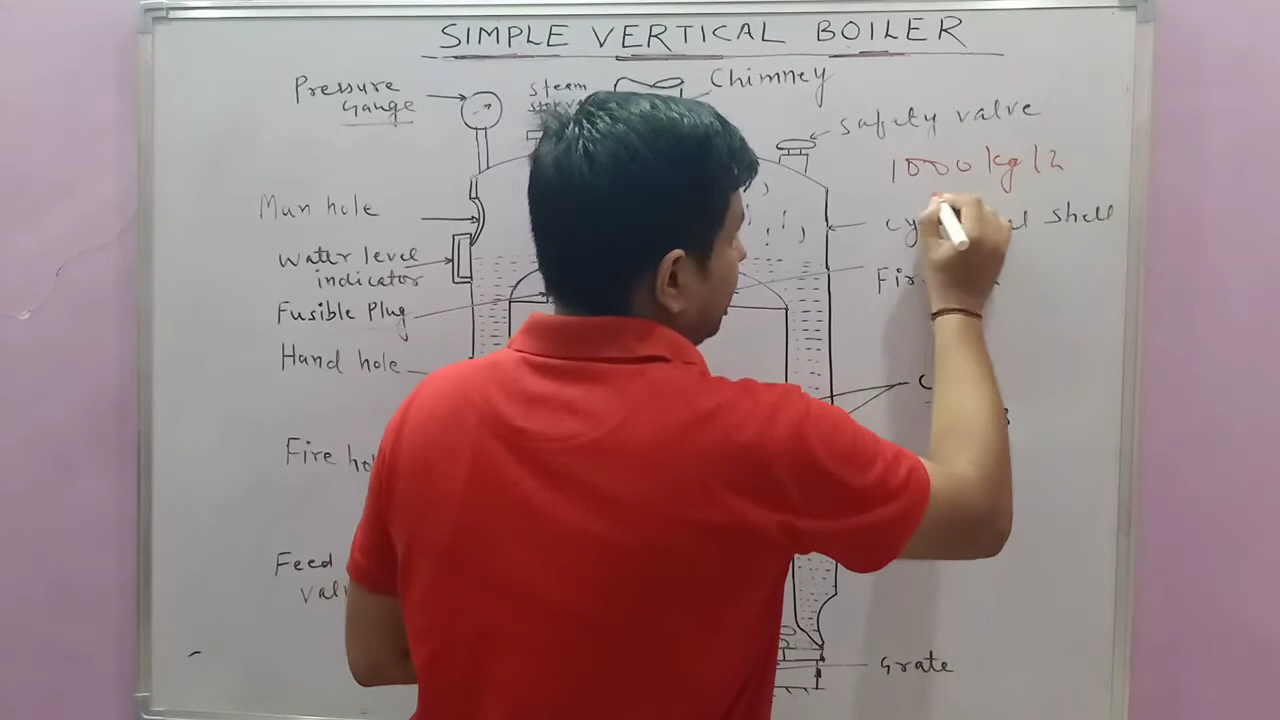 SIMPLE VERTICAL BOILER
Pressure
Gauge
Steam
Chimney
Safety valve
1000 kg/h
Man hole
Shell
Water level
indicator
Fusible Plug
Hand hole
Fire
Feed
Grate